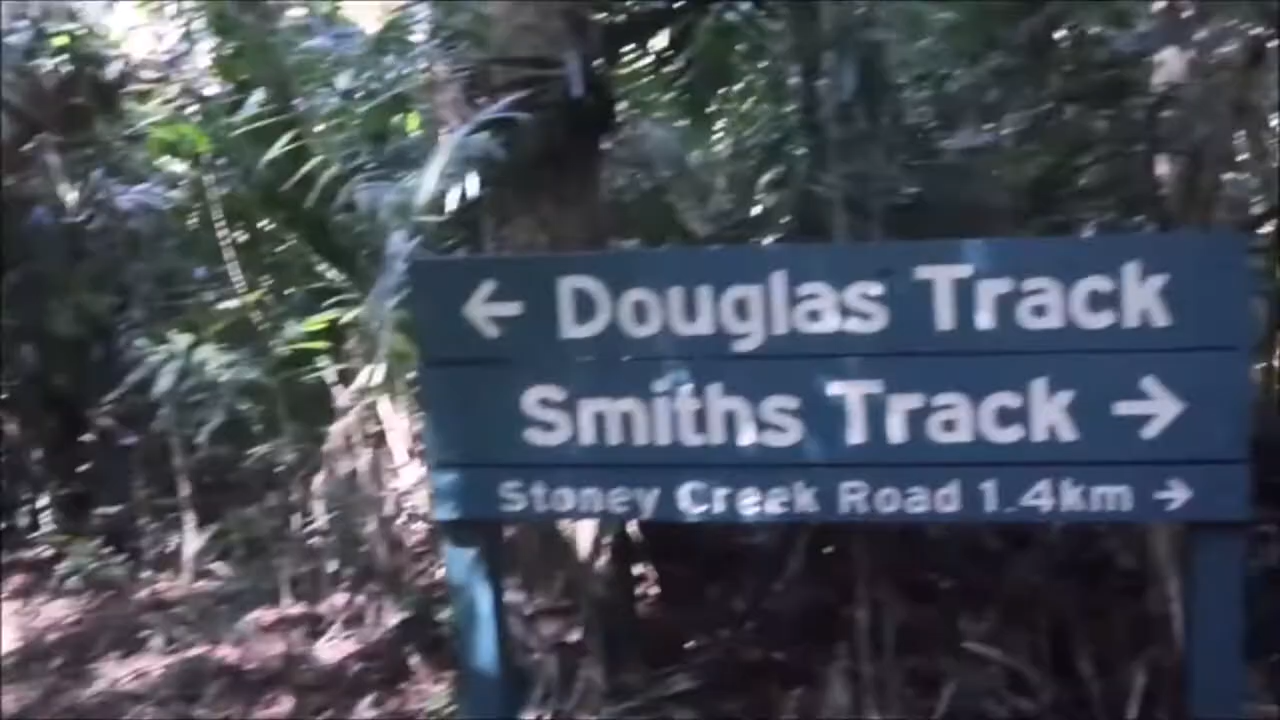 ← Douglas Track
Smiths Track →
Stoney Creek Road 1.4km →